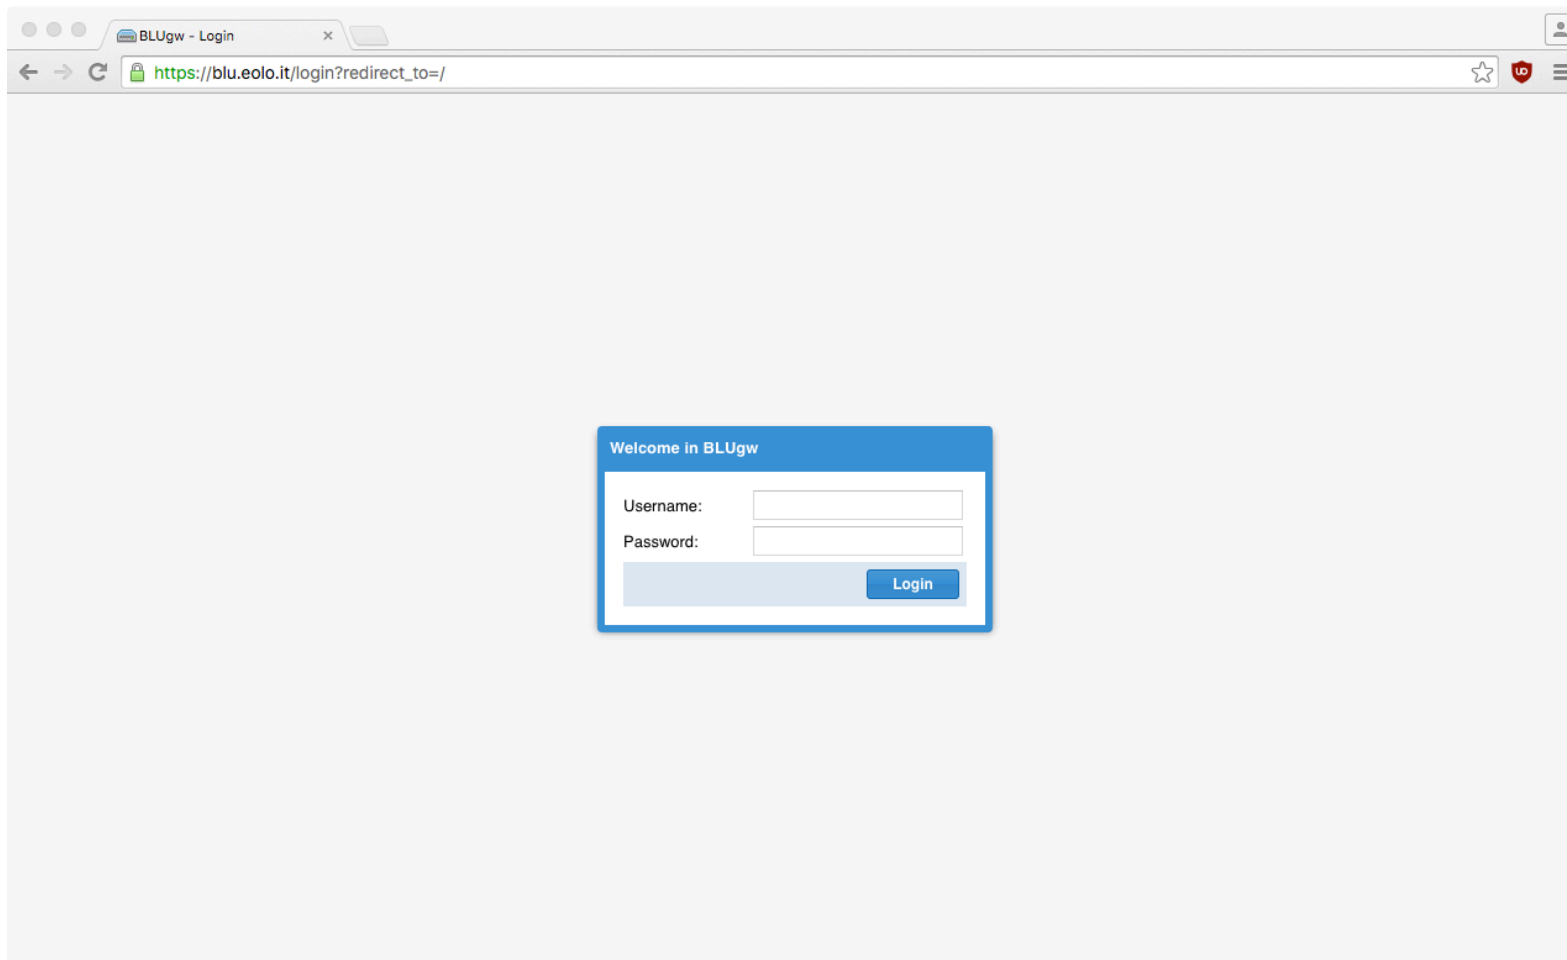 BLUgw - Login
https://blu.eolo.it/login?redirect_to=/
Welcome in BLUgw
Username:
Password:
Login